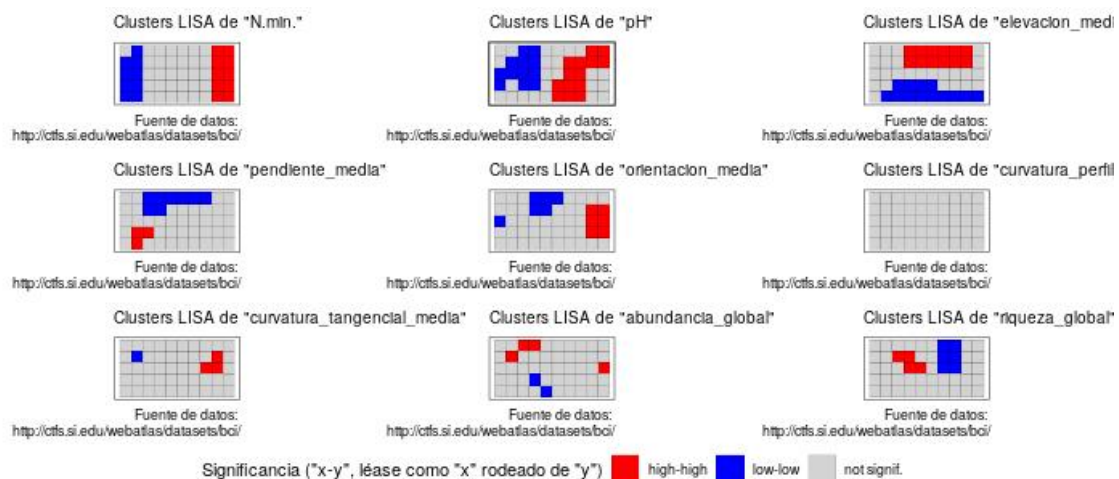 Clusters LISA de "N.min."
Clusters LISA de "pH"
Clusters LISA de "elevacion_medi
Fuente de datos:
http://ctfs.si.edu/webatlas/datasets/bci/
Fuente de datos:
http://ctfs.si.edu/webatlas/datasets/bci/
Fuente de datos:
http://ctfs.si.edu/webatlas/datasets/bci/
Clusters LISA de "pendiente_media"
Clusters LISA de "orientacion_media"
Clusters LISA de "curvatura_perfil
Fuente de datos:
http://ctfs.si.edu/webatlas/datasets/bci/
Fuente de datos:
http://ctfs.si.edu/webatlas/datasets/bci/
Fuente de datos:
http://ctfs.si.edu/webatlas/datasets/bci/
Clusters LISA de "curvatura_tangencial_media"
Clusters LISA de "abundancia_global"
Clusters LISA de "riqueza_global"
Fuente de datos:
http://ctfs.si.edu/webatlas/datasets/bci/
Fuente de datos:
http://ctfs.si.edu/webatlas/datasets/bci/
Fuente de datos:
http://ctfs.si.edu/webatlas/datasets/bci/
Significancia ("x-y", léase como "x" rodeado de "y") high-high low-low not signif.